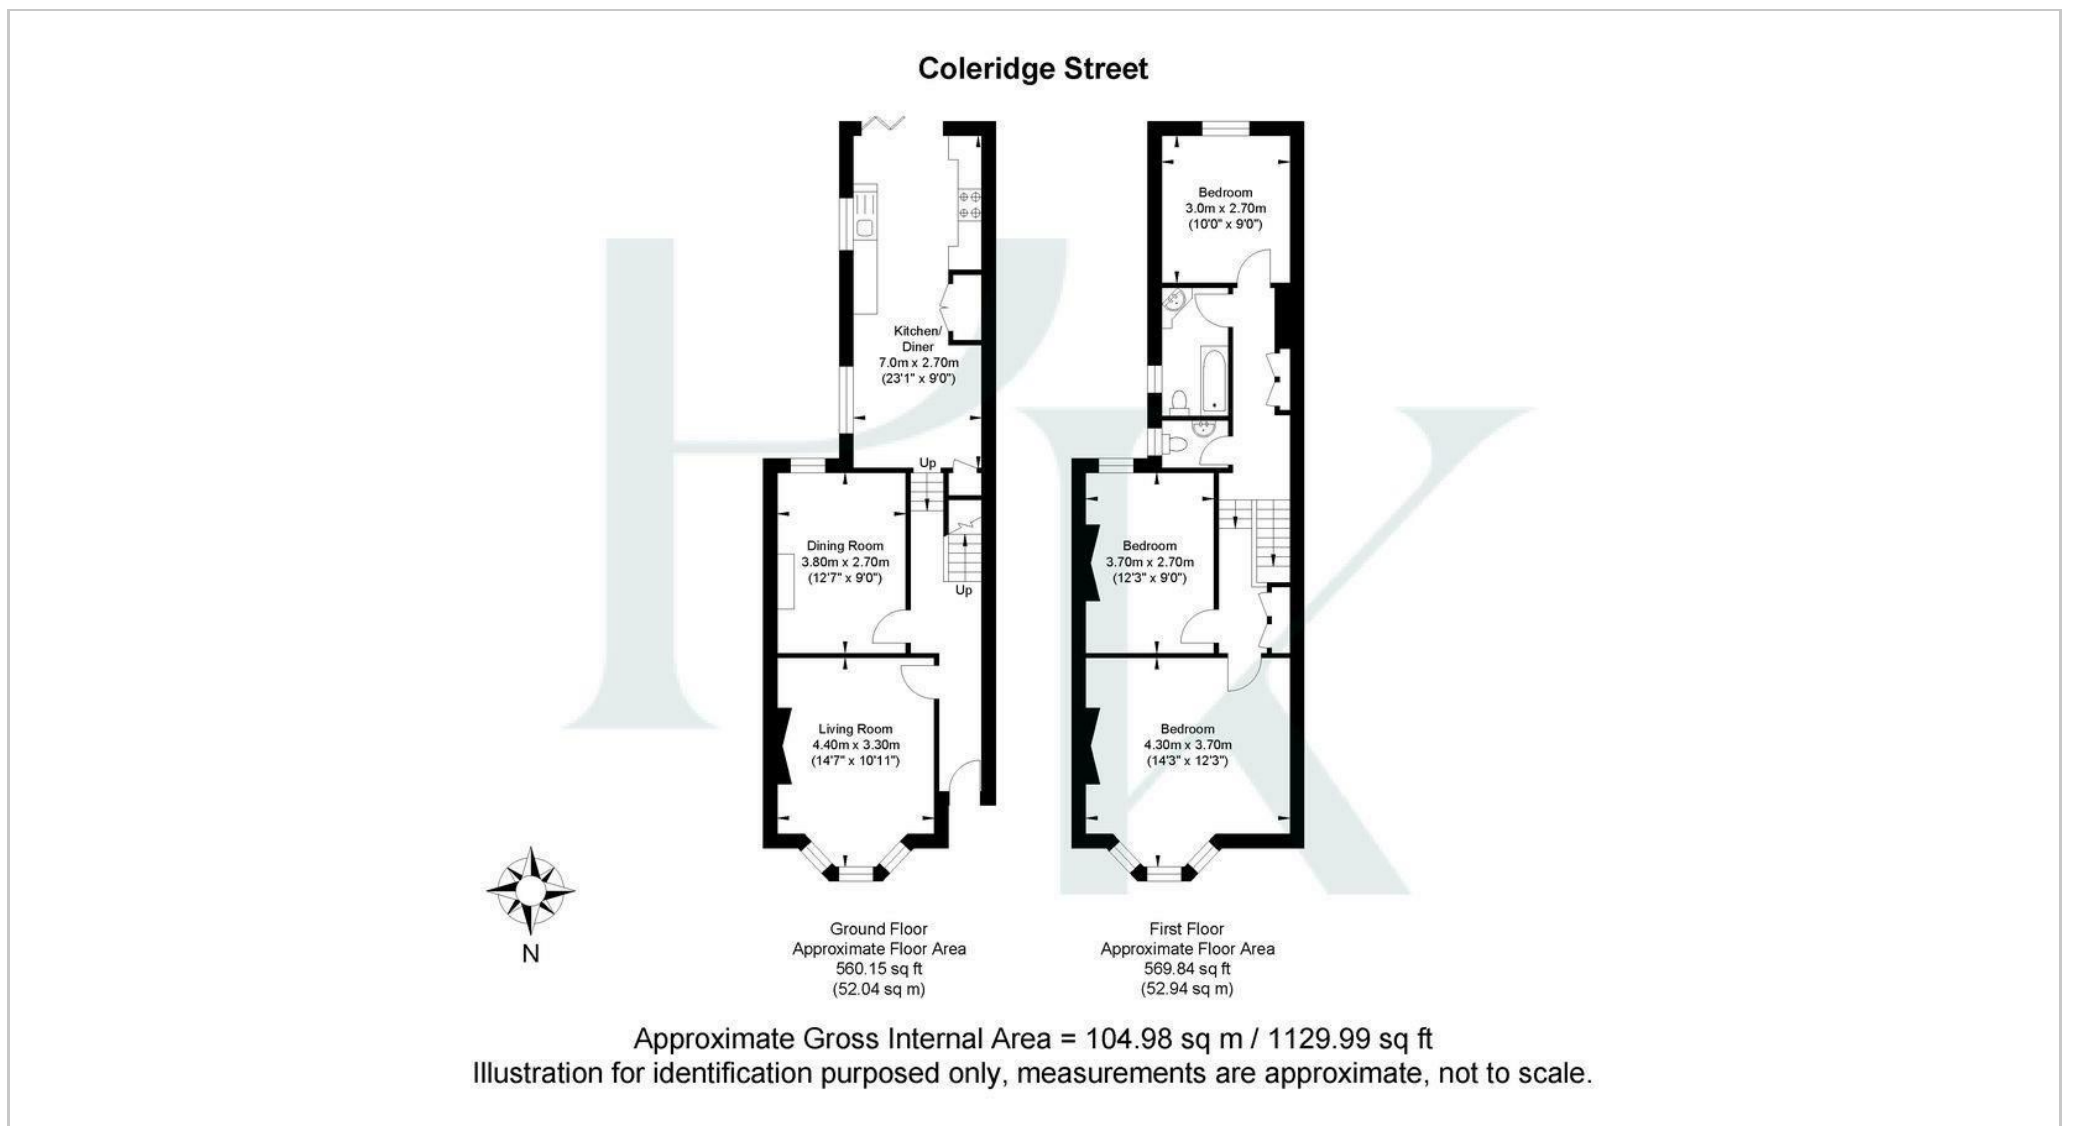 Coleridge Street
Kitchen/
Diner
7.0m x 2.70m
(23'1" x 9'0")
Up
Dining Room
3.80m x 2.70m
(12'7" x 9'0")
Up
Living Room
4.40m x 3.30m
(14'7" x 10'11")
Bedroom
3.0m x 2.70m
(10'0" x 9'0")
Bedroom
3.70m x 2.70m
(12'3" x 9'0")
Bedroom
4.30m x 3.70m
(14'3" x 12'3")
N
Ground Floor
Approximate Floor Area
560.15 sq ft
(52.04 sq m)
First Floor
Approximate Floor Area
569.84 sq ft
(52.94 sq m)
Approximate Gross Internal Area = 104.98 sq m / 1129.99 sq ft
Illustration for identification purposed only, measurements are approximate, not to scale.